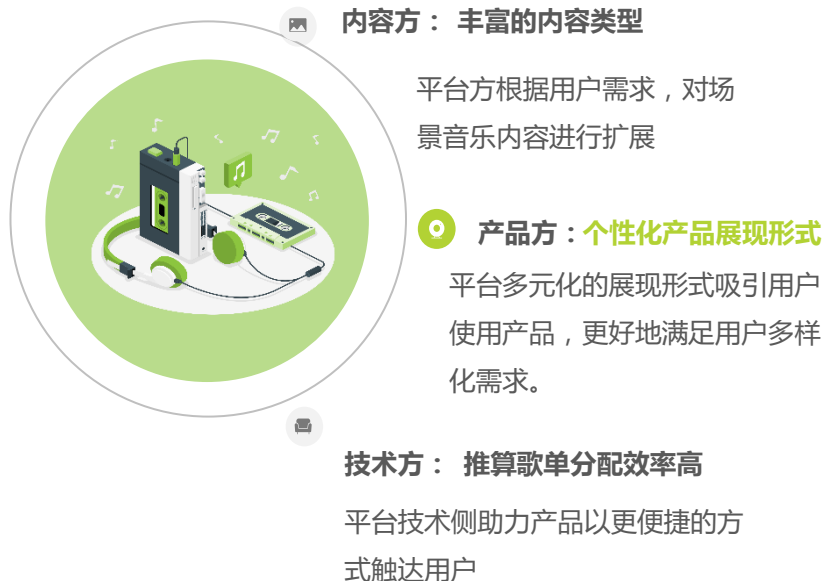 内容方： 丰富的内容类型
平台方根据用户需求，对场
景音乐内容进行扩展
产品方：个性化产品展现形式
平台多元化的展现形式吸引用户
使用产品，更好地满足用户多样
化需求。
技术方： 推算歌单分配效率高
平台技术侧助力产品以更便捷的方
式触达用户